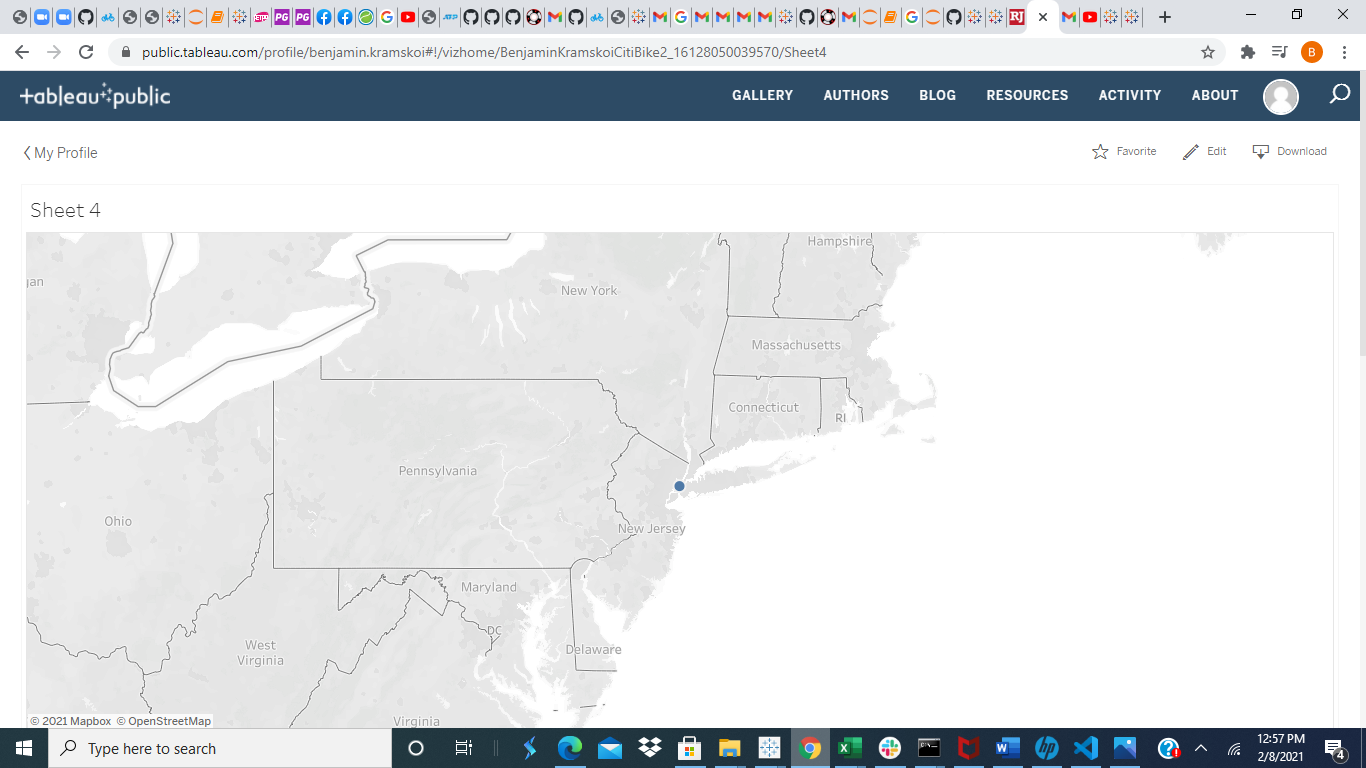 public.tableau.com/profile/benjamin.kramskoi#!/vizhome/BenjaminKramskoiCitiBike2_16128050039570/Sheet4
B
+tableau public
GALLERY AUTHORS BLOG RESOURCES ACTIVITY ABOUT
My Profile
Favorite Edit Download
Sheet 4
Hampshire
gan
New York
Massachusetts
Connecticut
RI
Pennsylvania
Ohio
New Jersey
Maryland
DC
West
Virginia
Delaware
Virginia
© 2021 Mapbox © OpenStreetMap
Type here to search
12:57 PM
2/8/2021
4